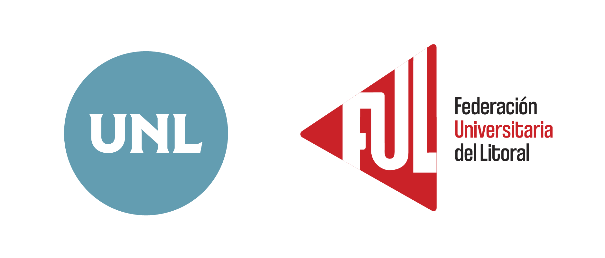 UNL
FUL
Federación
Universitaria
del Litoral